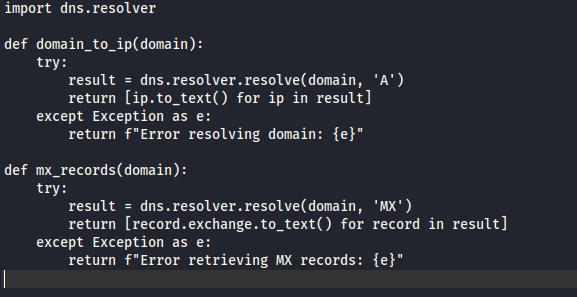 import dns.resolver

def domain_to_ip(domain):
    try:
        result = dns.resolver.resolve(domain, 'A')
        return [ip.to_text() for ip in result]
    except Exception as e:
        return f"Error resolving domain: {e}"

def mx_records(domain):
    try:
        result = dns.resolver.resolve(domain, 'MX')
        return [record.exchange.to_text() for record in result]
    except Exception as e:
        return f"Error retrieving MX records: {e}"